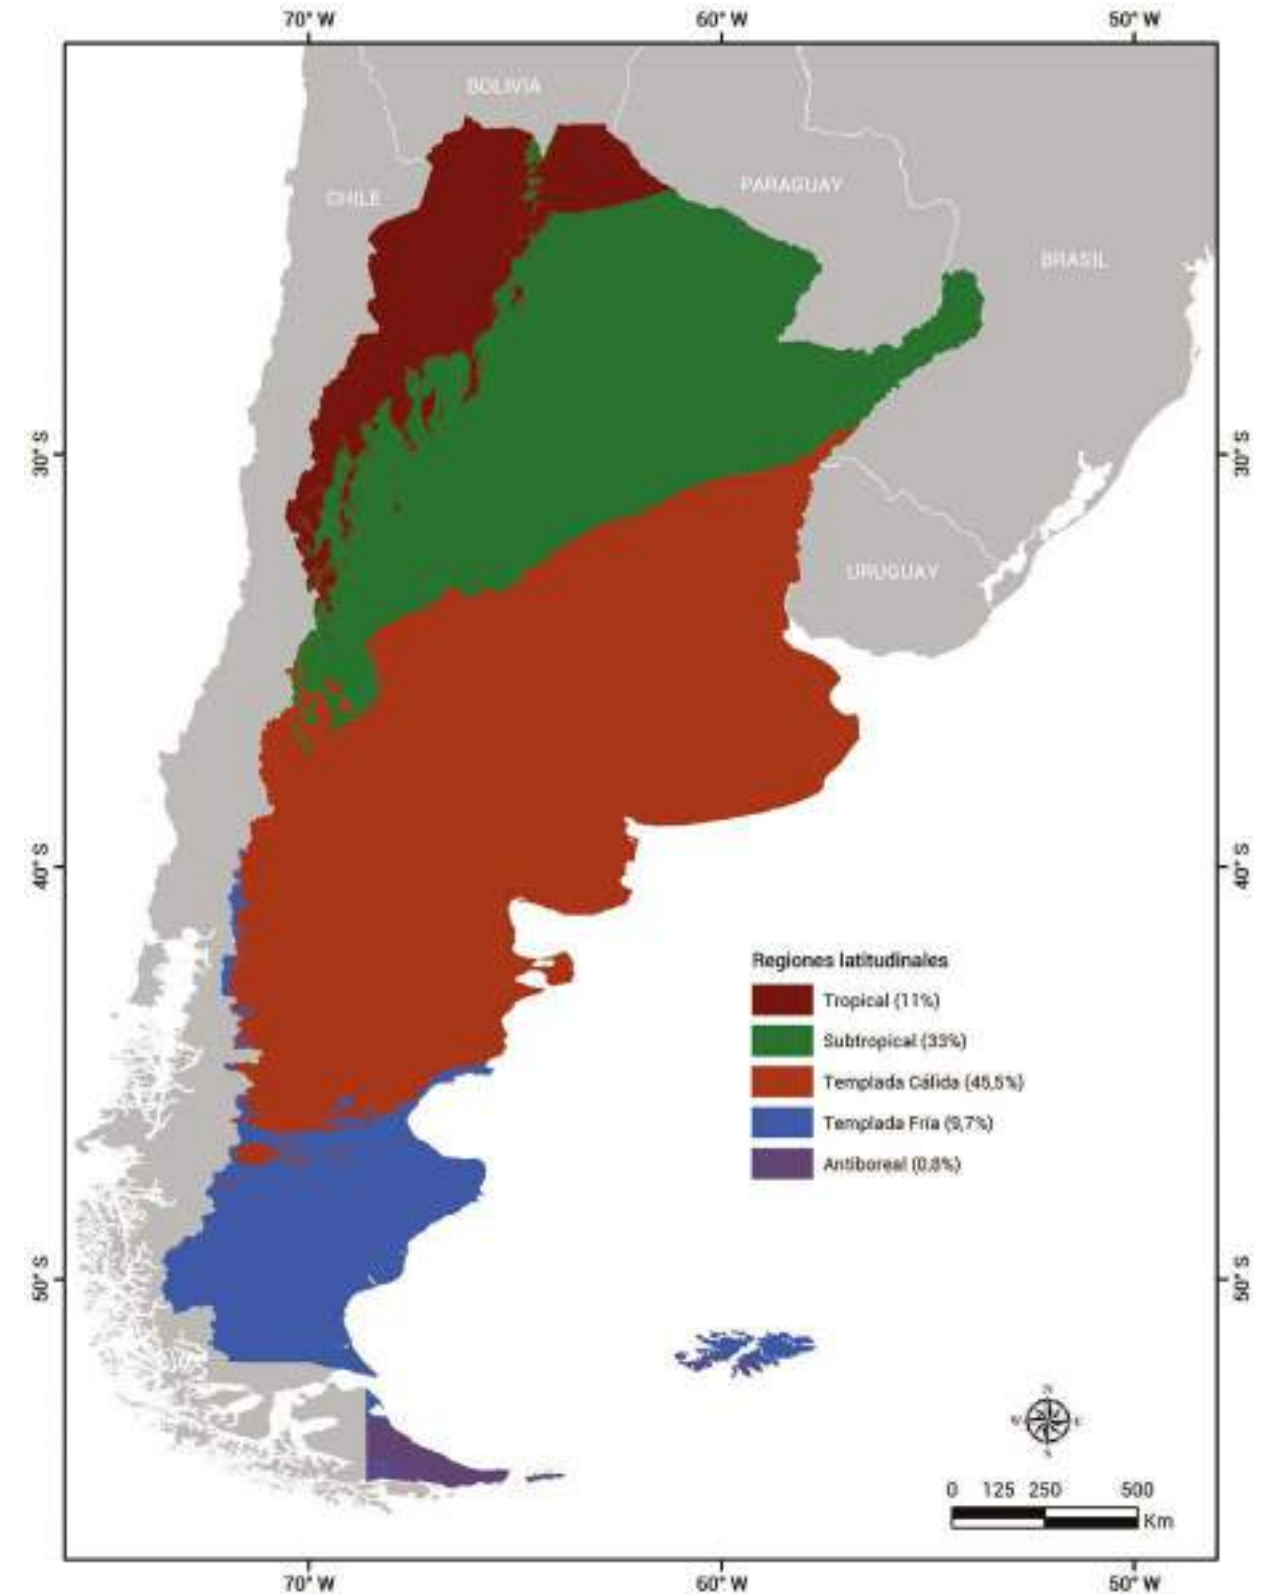 70° W 60° W 50° W
BOLIVIA
CHILE
PARAGUAY
BRASIL
30° S 30° S
URUGUAY
40° S 40° S
Regiones latitudinales
Tropical (11%)
Subtropical (33%)
Templada Cálida (45,5%)
Templada Fría (9,7%)
Antiboreal (0,8%)
50° S 50° S
N
W E
S
0 125 250 500
Km
70° W 60° W 50° W